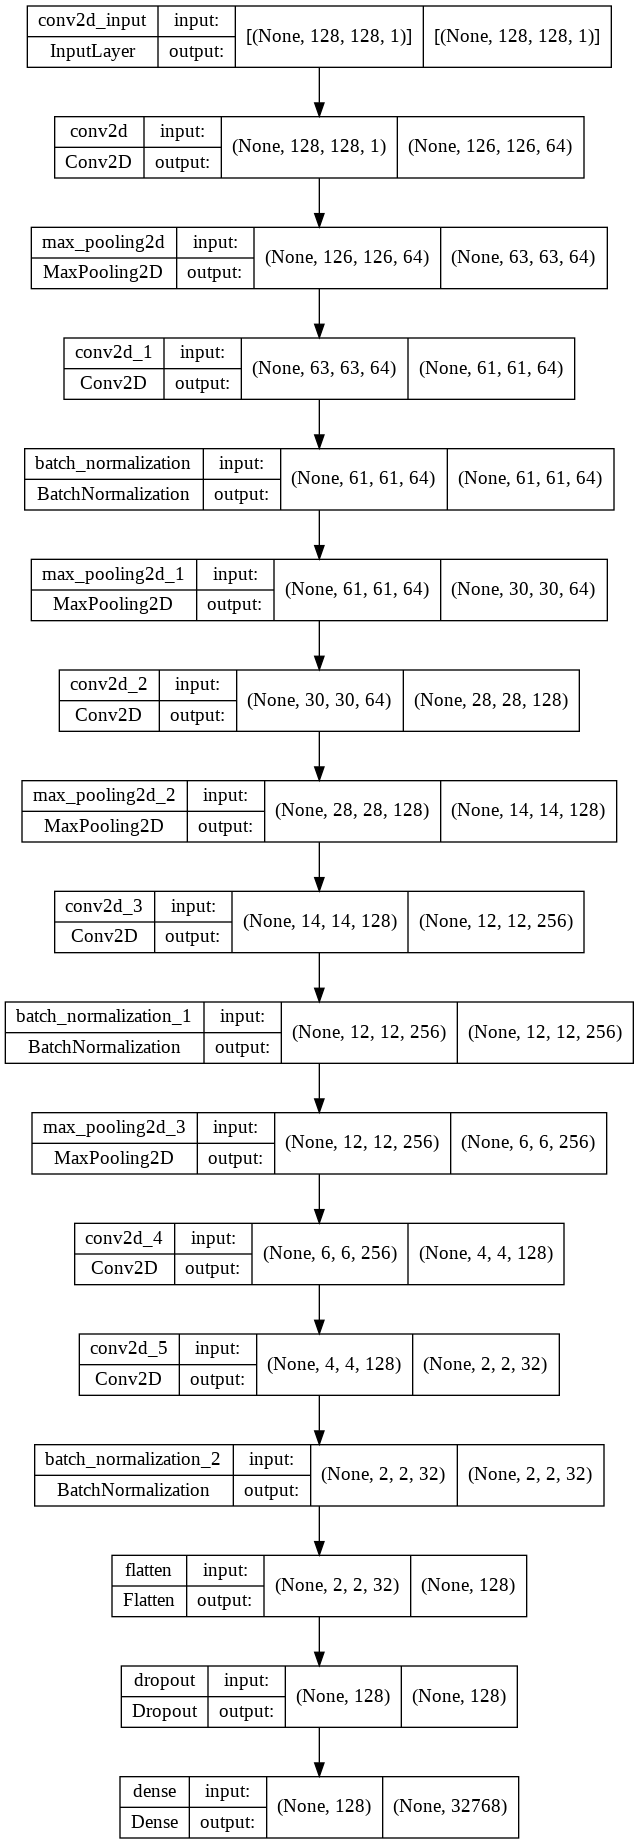 conv2d_input input: [(None, 128, 128, 1)] [(None, 128, 128, 1)]
InputLayer output:
conv2d input: (None, 128, 128, 1) (None, 126, 126, 64)
Conv2D output:
max_pooling2d input: (None, 126, 126, 64) (None, 63, 63, 64)
MaxPooling2D output:
conv2d_1 input: (None, 63, 63, 64) (None, 61, 61, 64)
Conv2D output:
batch_normalization input: (None, 61, 61, 64) (None, 61, 61, 64)
BatchNormalization output:
max_pooling2d_1 input: (None, 61, 61, 64) (None, 30, 30, 64)
MaxPooling2D output:
conv2d_2 input: (None, 30, 30, 64) (None, 28, 28, 128)
Conv2D output:
max_pooling2d_2 input: (None, 28, 28, 128) (None, 14, 14, 128)
MaxPooling2D output:
conv2d_3 input: (None, 14, 14, 128) (None, 12, 12, 256)
Conv2D output:
batch_normalization_1 input: (None, 12, 12, 256) (None, 12, 12, 256)
BatchNormalization output:
max_pooling2d_3 input: (None, 12, 12, 256) (None, 6, 6, 256)
MaxPooling2D output:
conv2d_4 input: (None, 6, 6, 256) (None, 4, 4, 128)
Conv2D output:
conv2d_5 input: (None, 4, 4, 128) (None, 2, 2, 32)
Conv2D output:
batch_normalization_2 input: (None, 2, 2, 32) (None, 2, 2, 32)
BatchNormalization output:
flatten input: (None, 2, 2, 32) (None, 128)
Flatten output:
dropout input: (None, 128) (None, 128)
Dropout output:
dense input: (None, 128) (None, 32768)
Dense output: